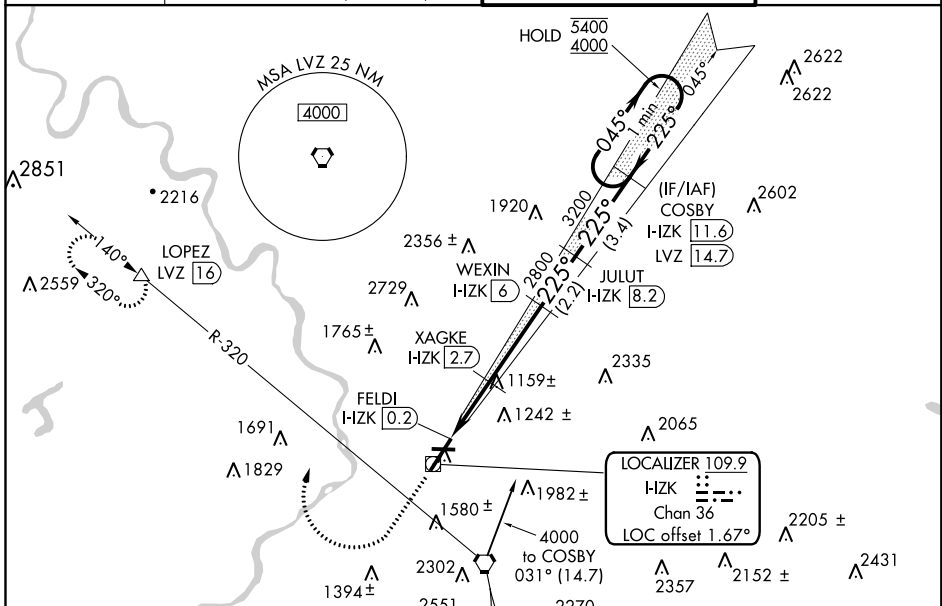 HOLD 5400
4000
MSA LVZ 25 NM
4000
2622
2622
2851
2216
045°
1 min
225°
045°
(IF/IAF)
COSBY
I-IZK 11.6
LVZ 14.7
2602
1920
3200
225°
(3.4)
2356 ±
LOPEZ
LVZ 16
140°
320°
2559
WEXIN
I-IZK 6
2800
225°
(2.2)
JULUT
I-IZK 8.2
2729
R-320
1765 ±
XAGKE
I-IZK 2.7
1159 ±
2335
FELDI
I-IZK 0.2
1242 ±
2065
1691
1829
LOCALIZER 109.9
I-IZK
Chan 36
LOC offset 1.67°
1982 ±
1580 ±
4000
to COSBY
031° (14.7)
2205 ±
1394 ±
2302
2357
2152 ±
2431
2551
2270